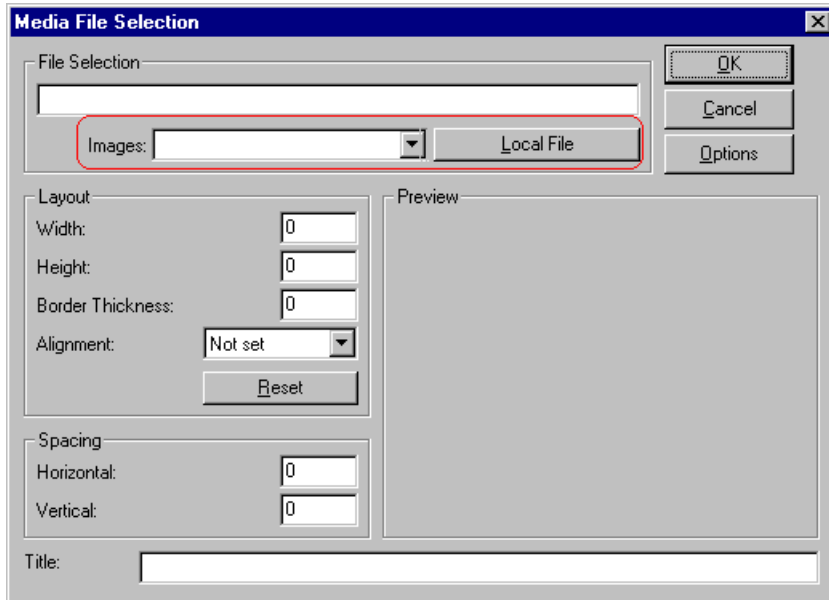 Media File Selection
File Selection
OK
Cancel
Images:
Local File
Options
Layout
Preview
Width:
0
Height:
0
Border Thickness:
0
Alignment:
Not set
Reset
Spacing
Horizontal:
0
Vertical:
0
Title: